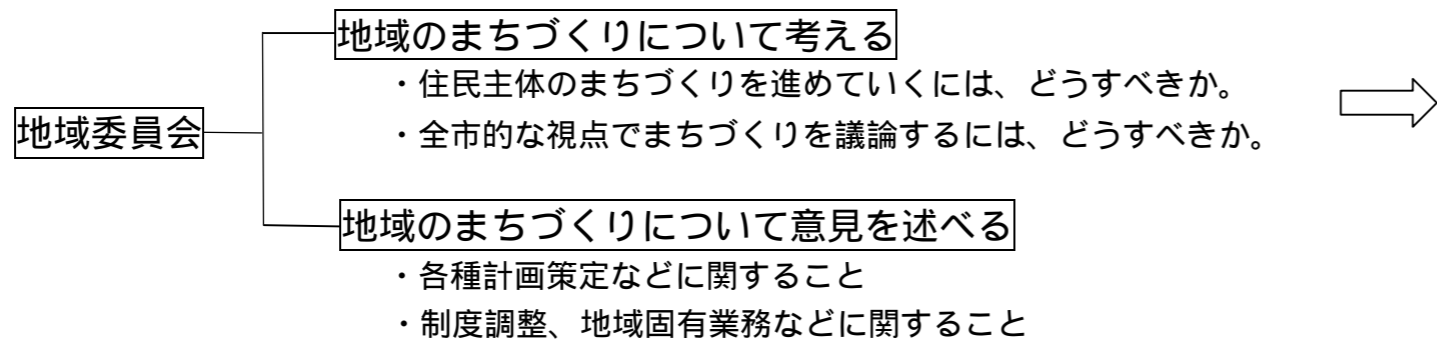 地域のまちづくりについて考える
・住民主体のまちづくりを進めていくには、どうすべきか。
・全市的な視点でまちづくりを議論するには、どうすべきか。
地域委員会
地域のまちづくりについて意見を述べる
・各種計画策定などに関すること
・制度調整、地域固有業務などに関すること